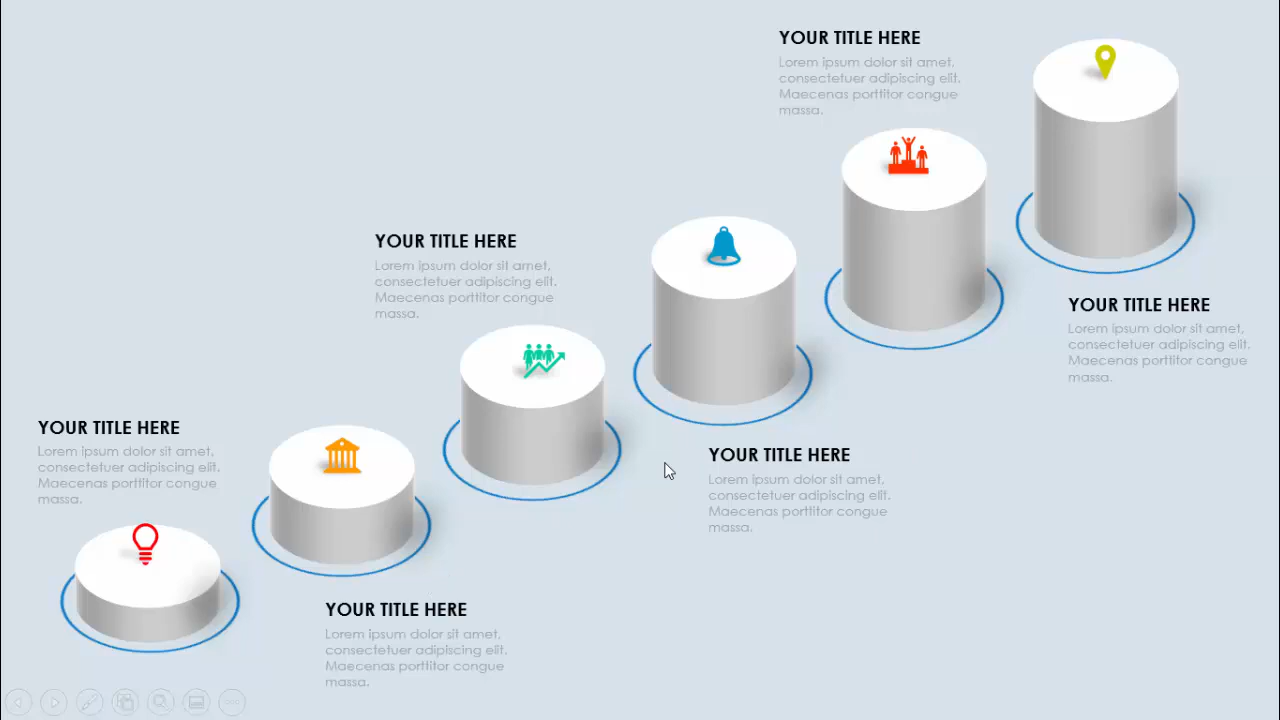 YOUR TITLE HERE
Lorem ipsum dolor sit amet,
consectetuer adipiscing elit.
Maecenas porttitor congue
massa.
YOUR TITLE HERE
Lorem ipsum dolor sit amet,
consectetuer adipiscing elit.
Maecenas porttitor congue
massa.
YOUR TITLE HERE
Lorem ipsum dolor sit amet,
consectetuer adipiscing elit.
Maecenas porttitor congue
massa.
YOUR TITLE HERE
Lorem ipsum dolor sit amet,
consectetuer adipiscing elit.
Maecenas porttitor congue
massa.
YOUR TITLE HERE
Lorem ipsum dolor sit amet,
consectetuer adipiscing elit.
Maecenas porttitor congue
massa.
YOUR TITLE HERE
Lorem ipsum dolor sit amet,
consectetuer adipiscing elit.
Maecenas porttitor congue
massa.